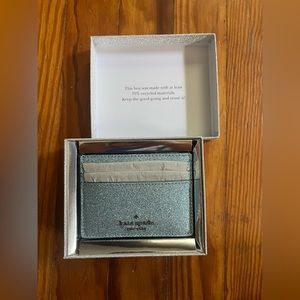 This box was made with at least
75% recycled materials.
Keep the good going and reuse it!
kate spade
NEW YORK